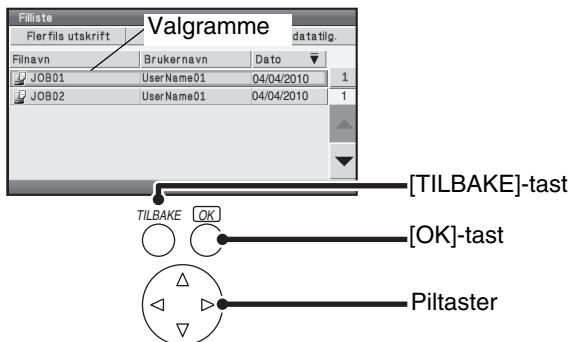 Filliste
Flerfils utskrift
Valgramme
datatilg.
Filnavn Brukernavn Dato
JOB01 UserName01 04/04/2010 1
JOB02 UserName01 04/04/2010 1
[TILBAKE]-tast
TILBAKE OK
[OK]-tast
Piltaster